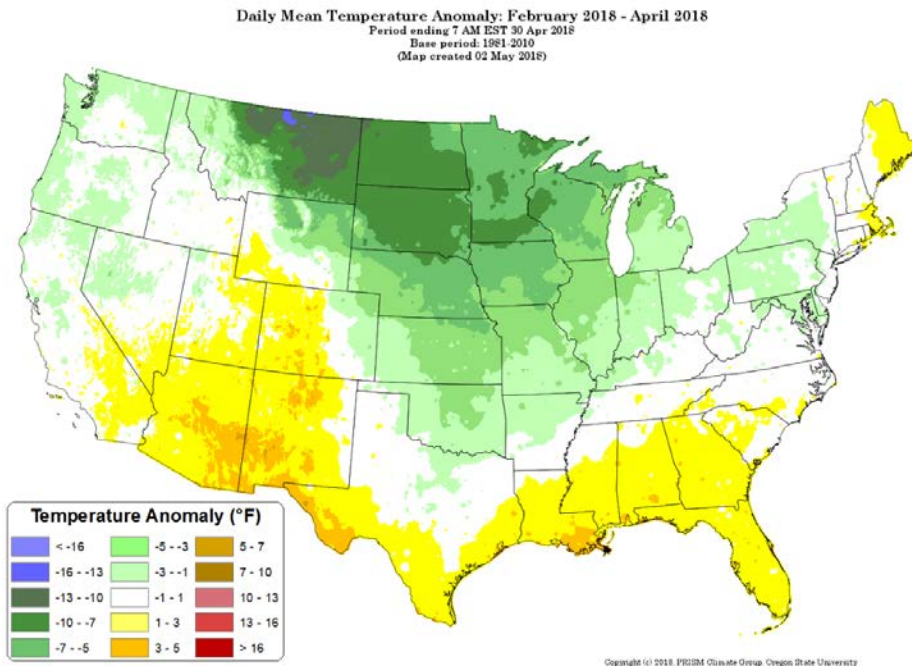 Daily Mean Temperature Anomaly: February 2018 - April 2018
Period ending 7 AM EST 30 Apr 2018
Base period: 1981-2010
(Map created 02 May 2018)
Temperature Anomaly (°F)
< -16
-5 - -3
5 - 7
-16 - -13
-3 - -1
7 - 10
-13 - -10
-1 - 1
10 - 13
-10 - -7
1 - 3
13 - 16
-7 - -5
3 - 5
> 16
Copyright (c) 2018, PRISM Climate Group, Oregon State University